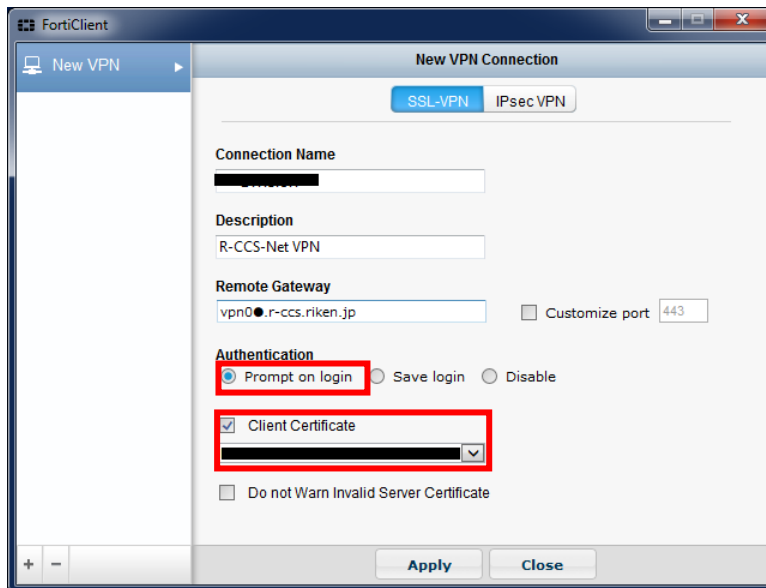 FortiClient
New VPN
New VPN Connection
SSL-VPN IPsec VPN
Connection Name
Description
R-CCS-Net VPN
Remote Gateway
vpn0●.r-ccs.riken.jp
Customize port 443
Authentication
Prompt on login Save login Disable
Client Certificate
Do not Warn Invalid Server Certificate
+ −
Apply Close